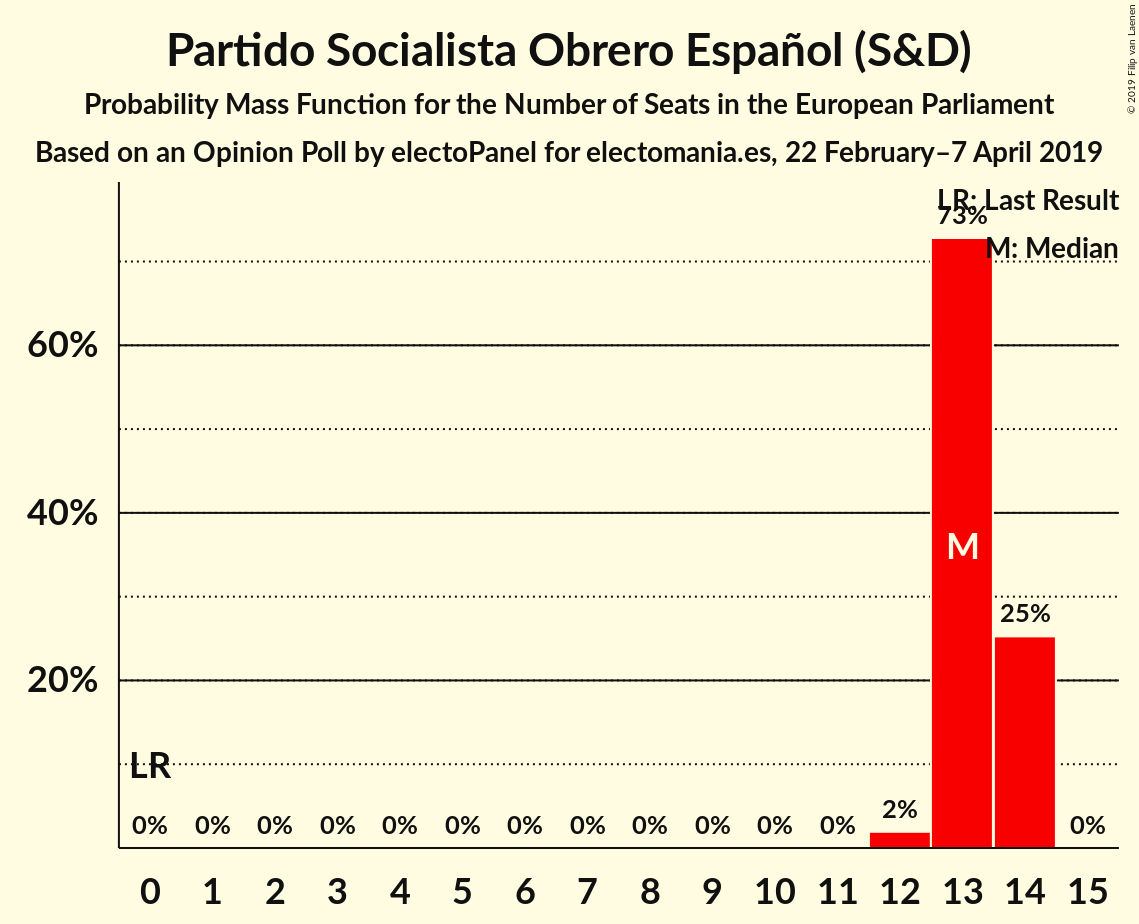 Partido Socialista Obrero Español (S&D)
Probability Mass Function for the Number of Seats in the European Parliament
Based on an Opinion Poll by electoPanel for electomania.es, 22 February–7 April 2019
© 2019 Filip van Laenen
LR: Last Result
73%
M: Median
60%
40%
M
25%
20%
LR
0% 0% 0% 0% 0% 0% 0% 0% 0% 0% 0% 0% 2% 0%
0 1 2 3 4 5 6 7 8 9 10 11 12 13 14 15